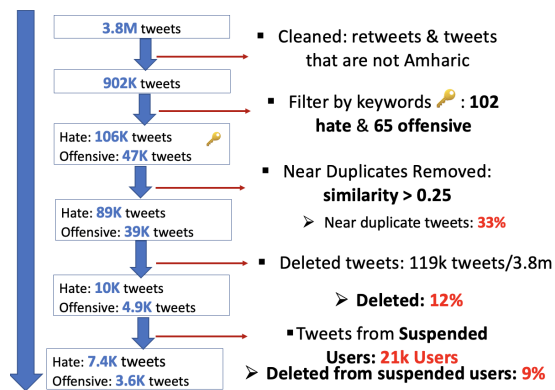 3.8M tweets
▪ Cleaned: retweets & tweets
that are not Amharic
902K tweets
▪ Filter by keywords 🔑 : 102
hate & 65 offensive
Hate: 106K tweets 🔑
Offensive: 47K tweets
▪ Near Duplicates Removed:
similarity > 0.25
➢ Near duplicate tweets: 33%
Hate: 89K tweets
Offensive: 39K tweets
▪ Deleted tweets: 119k tweets/3.8m
➢ Deleted: 12%
Hate: 10K tweets
Offensive: 4.9K tweets
▪Tweets from Suspended
Users: 21k Users
➢ Deleted from suspended users: 9%
Hate: 7.4K tweets
Offensive: 3.6K tweets